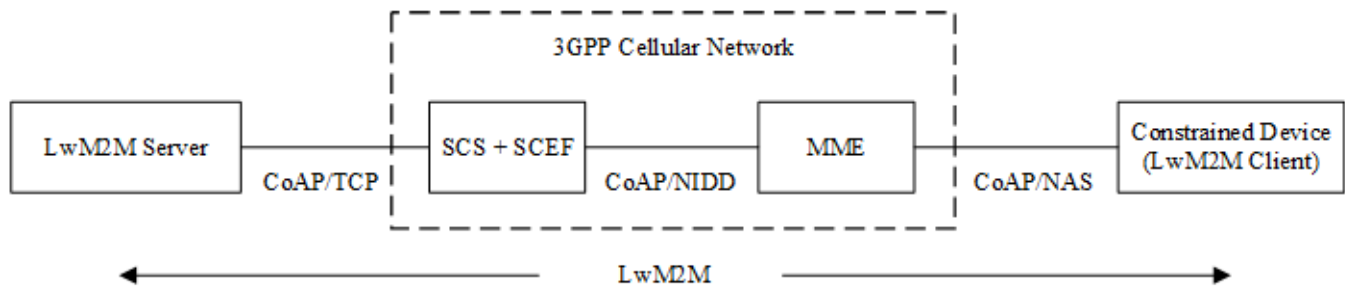 3GPP Cellular Network
LwM2M Server
SCS + SCEF
MME
Constrained Device
(LwM2M Client)
CoAP/TCP
CoAP/NIDD
CoAP/NAS
LwM2M